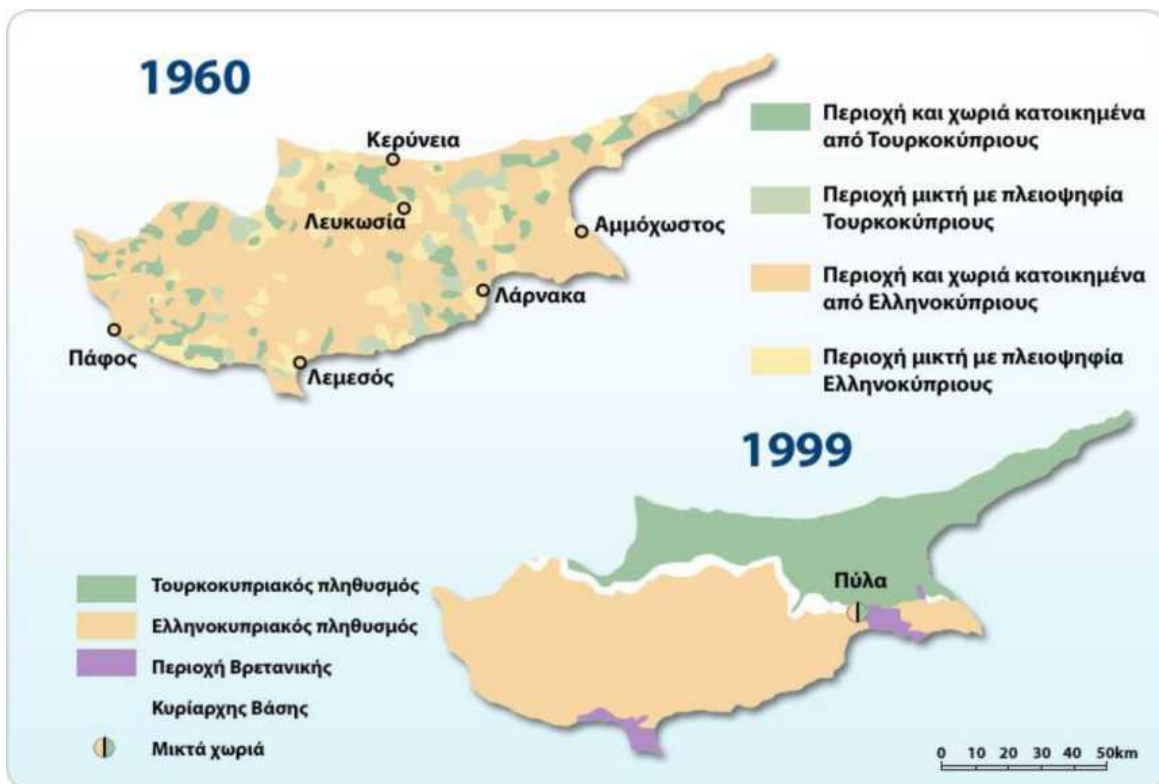 1960
Κερύνεια
Λευκωσία
Αμμόχωστος
Λάρνακα
Πάφος
Λεμεσός
Περιοχή και χωριά κατοικημένα
από Τουρκοκύπριους
Περιοχή μικτή με πλειοψηφία
Τουρκοκύπριους
Περιοχή και χωριά κατοικημένα
από Ελληνοκύπριους
Περιοχή μικτή με πλειοψηφία
Ελληνοκύπριους
1999
Πύλα
Τουρκοκυπριακός πληθυσμός
Ελληνοκυπριακός πληθυσμός
Περιοχή Βρετανικής
Κυρίαρχης Βάσης
Μικτά χωριά
0 10 20 30 40 50km